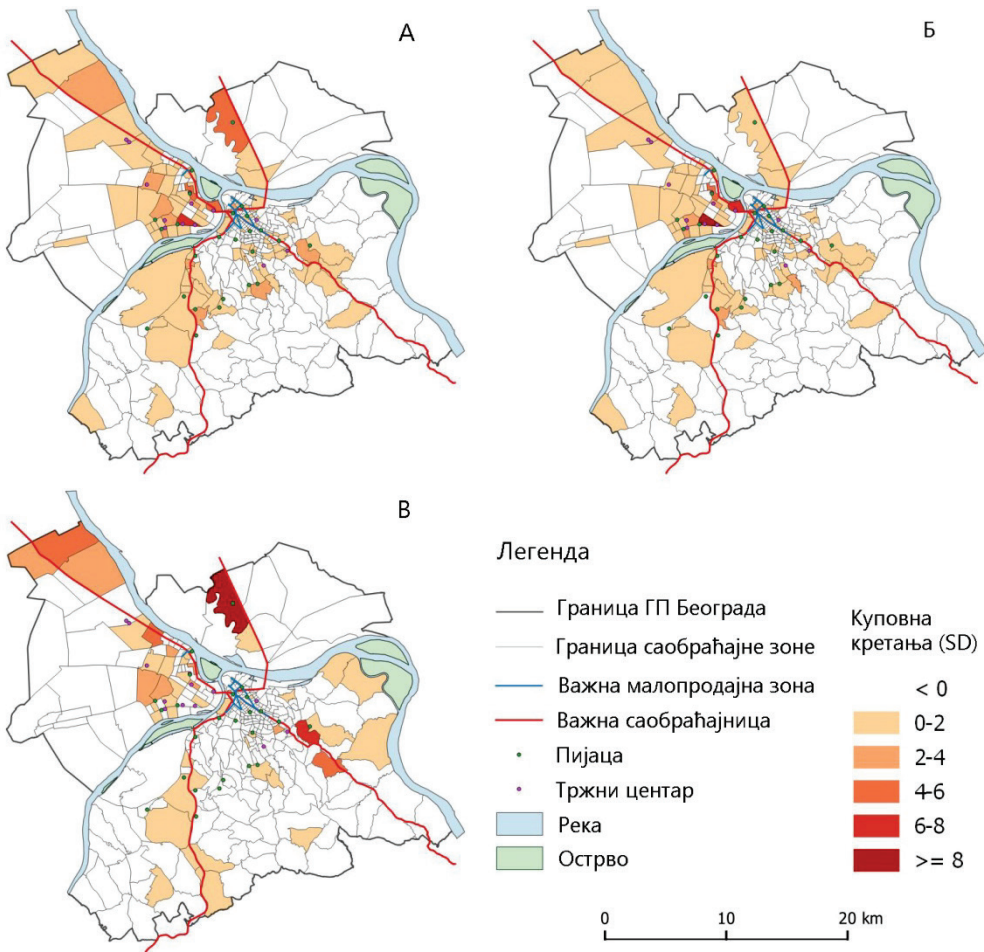 А
Б
В
Легенда
Граница ГП Београда
Граница саобраћајне зоне
Важна малопродајна зона
Важна саобраћајница
Пијаца
Тржни центар
Река
Острво
Куповна
кретања (SD)
< 0
0-2
2-4
4-6
6-8
>= 8
0 10 20 km